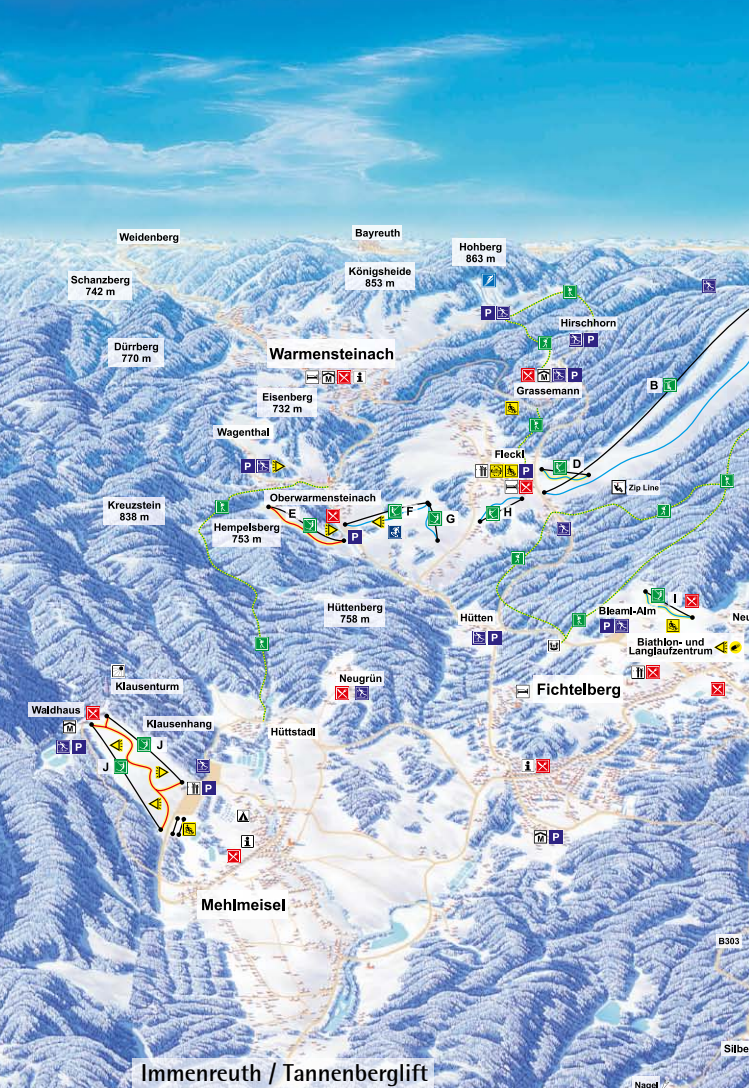 Weidenberg
Bayreuth
Hohberg
863 m
Schanzberg
742 m
Königsheide
853 m
P
Hirschhorn
P
Dürrberg
770 m
Warmensteinach
M
i
M
P
Grassemann
B
Eisenberg
732 m
Wagenthal
P
Fleckl
P
D
Zip Line
Kreuzstein
838 m
Oberwarmensteinach
E
F
G
H
Hempelsberg
753 m
P
Hüttenberg
758 m
Hütten
P
Bleaml-Alm
P
I
Neu
Biathlon- und
Langlaufzentrum
Neugrün
Fichtelberg
Klausenturm
Waldhaus
M
P
Klausenhang
J
J
P
Hüttstadl
i
i
M
P
Mehlmeisel
B303
Silbe
Nagel
Immenreuth / Tannenberglift